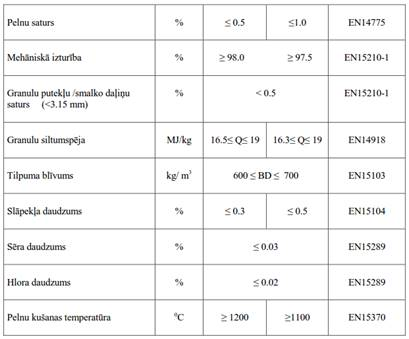 Pelnu saturs % ≤ 0.5 ≤1.0 EN14775
Mehāniskā izturība % ≥ 98.0 ≥ 97.5 EN15210-1
Granulu putekļu /smalko daļiņu
saturs (<3.15 mm) % < 0.5 EN15210-1
Granulu siltumspēja MJ/kg 16.5≤ Q≤ 19 16.3≤ Q≤ 19 EN14918
Tilpuma blīvums kg/ m³ 600 ≤ BD ≤ 700 EN15103
Slāpekļa daudzums % ≤ 0.3 ≤ 0.5 EN15104
Sēra daudzums % ≤ 0.03 EN15289
Hlora daudzums % ≤ 0.02 EN15289
Pelnu kušanas temperatūra ⁰C ≥ 1200 ≥1100 EN15370